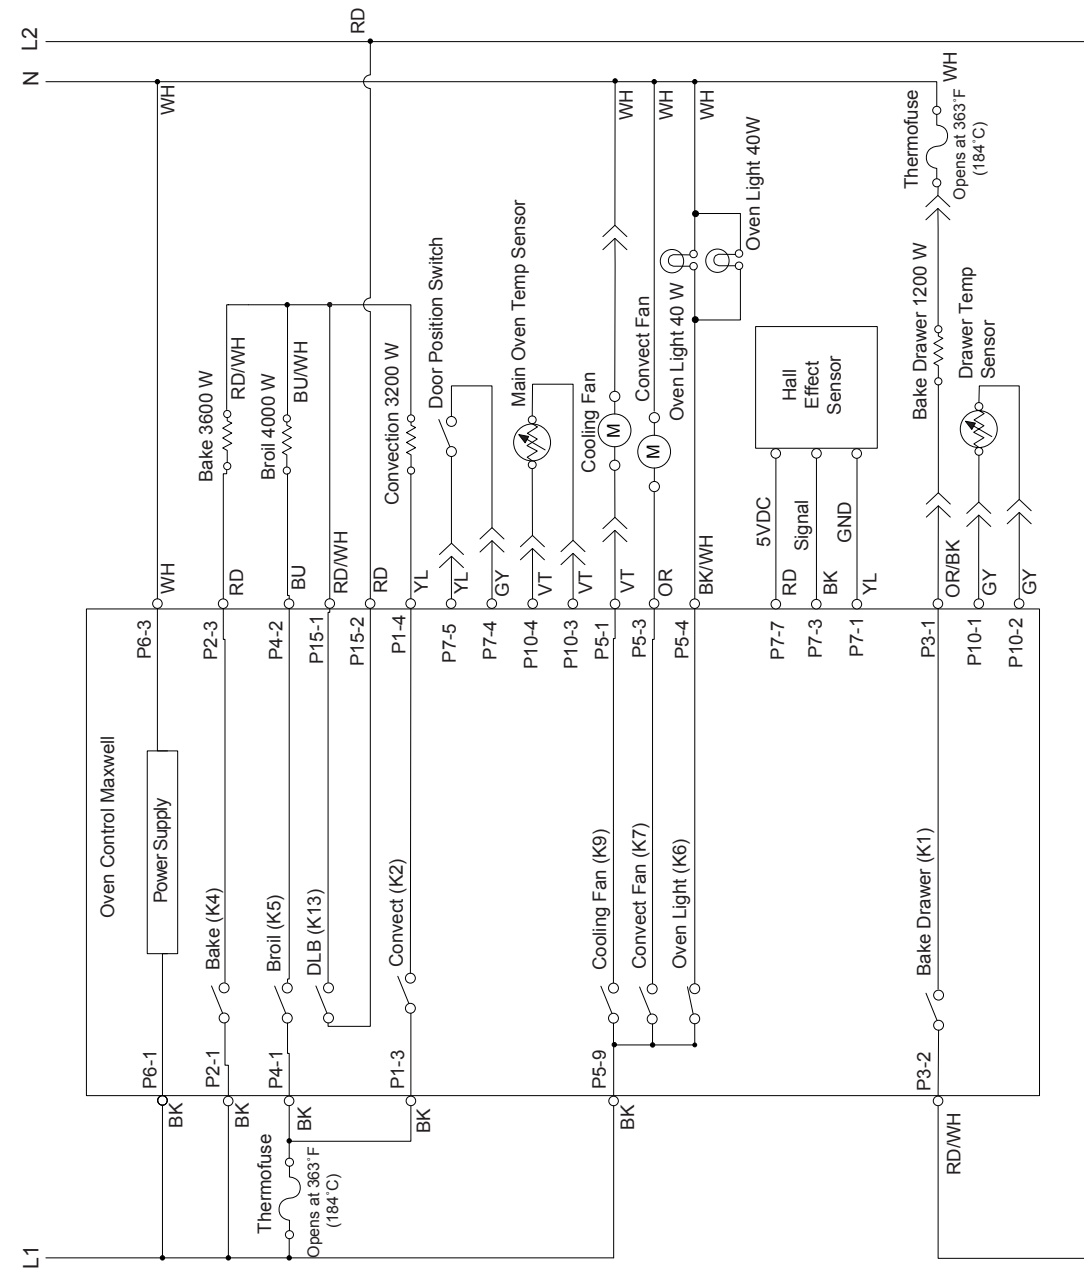 L1
N
L2
Oven Control Maxwell
BK
P6-1
Power Supply
P6-3
WH
WH
BK
P2-1
Bake (K4)
P2-3
RD
Bake 3600 W
RD/WH
Thermofuse
Opens at 363˚F
(184˚C)
BK
P4-1
Broil (K5)
P4-2
BU
Broil 4000 W
BU/WH
DLB (K13)
P15-1
RD/WH
P15-2
RD
RD
BK
P1-3
Convect (K2)
P1-4
YL
Convection 3200 W
P7-5
YL
Door Position Switch
P7-4
GY
P10-4
VT
Main Oven Temp Sensor
P10-3
VT
BK
P5-9
Cooling Fan (K9)
P5-1
VT
Cooling Fan
M
WH
Convect Fan (K7)
P5-3
OR
M
Convect Fan
WH
Oven Light (K6)
P5-4
BK/WH
Oven Light 40 W
WH
Oven Light 40W
P7-7
RD
5VDC
P7-3
BK
Signal
P7-1
YL
GND
Hall
Effect
Sensor
RD/WH
P3-2
Bake Drawer (K1)
P3-1
OR/BK
Bake Drawer 1200 W
Thermofuse
Opens at 363˚F
(184˚C)
WH
P10-1
GY
Drawer Temp
Sensor
P10-2
GY